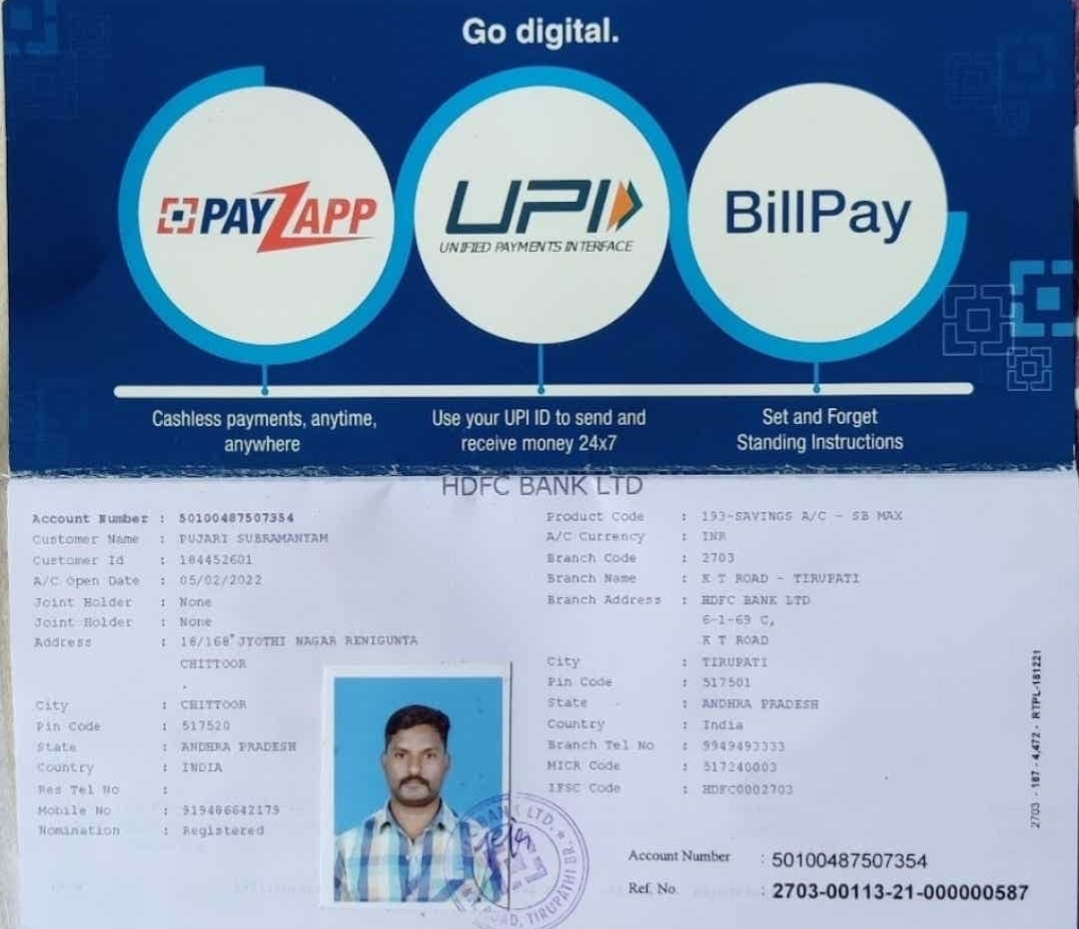 Go digital.
PAYZAPP
UPI
UNIFIED PAYMENTS INTERFACE
BillPay
Cashless payments, anytime,
anywhere
Use your UPI ID to send and
receive money 24x7
Set and Forget
Standing Instructions
HDFC BANK LTD
Account Number : 50100487507354
Customer Name : PUJARI SUBRAMANYAM
Customer Id : 184452601
A/C Open Date : 05/02/2022
Joint Holder : None
Joint Holder : None
Address : 18/168 JYOTHI NAGAR RENIGUNTA
CHITTOOR
.
City : CHITTOOR
Pin Code : 517520
State : ANDHRA PRADESH
Country : INDIA
Res Tel No :
Mobile No : 919486642179
Nomination : Registered
Product Code : 193-SAVINGS A/C - SB MAX
A/C Currency : INR
Branch Code : 2703
Branch Name : K T ROAD - TIRUPATI
Branch Address : HDFC BANK LTD
6-1-69 C,
K T ROAD
City : TIRUPATI
Pin Code : 517501
State : ANDHRA PRADESH
Country : India
Branch Tel No : 9949493333
MICR Code : 517240003
IFSC Code : HDFC0002703
Account Number : 50100487507354
Ref. No. : 2703-00113-21-000000587
2703 - 187 - 4,472 - RTPL-181221
BANK LTD. * BR. TIRUPATHI
ROAD,